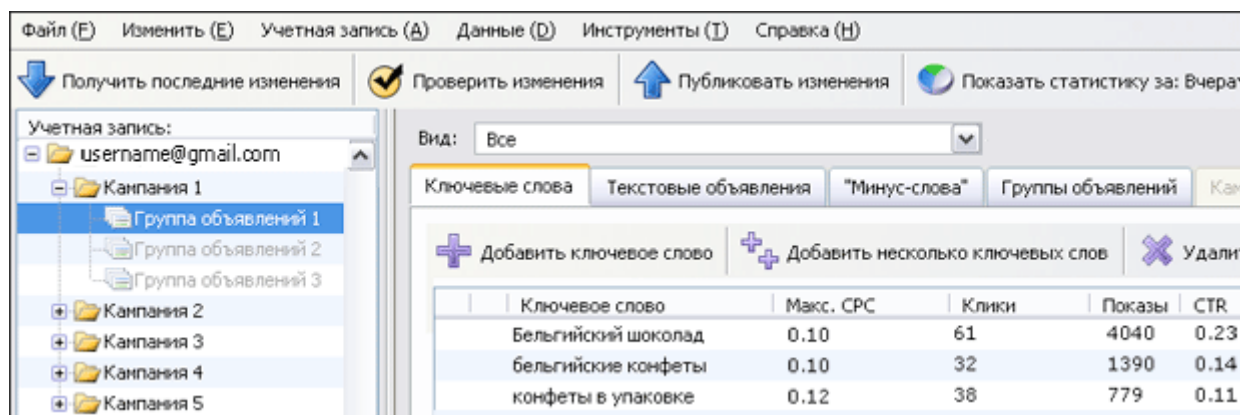 Файл (F) Изменить (E) Учетная запись (A) Данные (D) Инструменты (T) Справка (H)
Получить последние изменения Проверить изменения Публиковать изменения Показать статистику за: Вчера
Учетная запись:
username@gmail.com
Кампания 1
Группа объявлений 1
Группа объявлений 2
Группа объявлений 3
Кампания 2
Кампания 3
Кампания 4
Кампания 5
Вид: Все
Ключевые слова Текстовые объявления "Минус-слова" Группы объявлений Кам
Добавить ключевое слово Добавить несколько ключевых слов Удали
Ключевое слово Макс. CPC Клики Показы CTR
Бельгийский шоколад 0.10 61 4040 0.23
бельгийские конфеты 0.10 32 1390 0.14
конфеты в упаковке 0.12 38 779 0.11